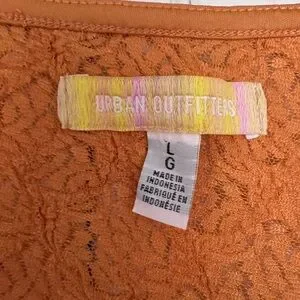 URBAN OUTFITTERS
L
G
MADE IN
INDONESIA
FABRIQUÉ EN
INDONÉSIE